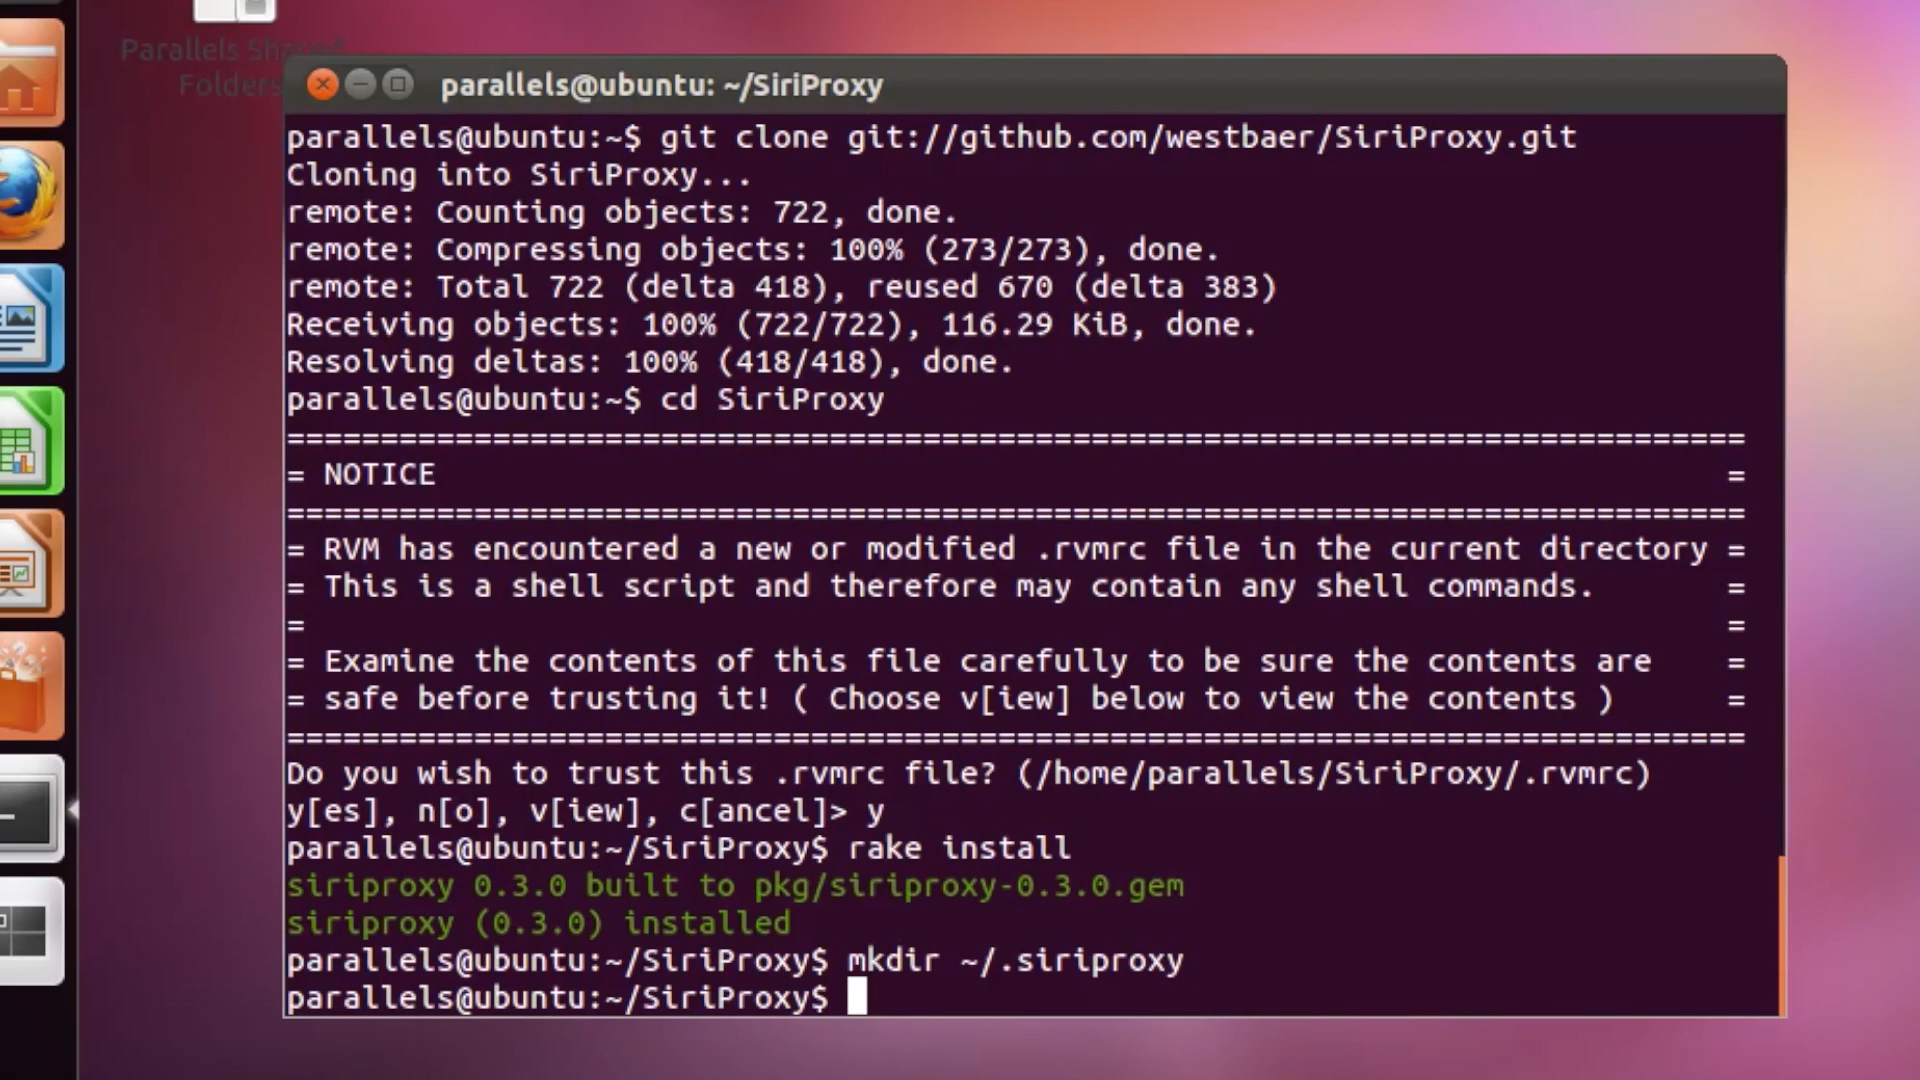 Parallels Shared
Folders
parallels@ubuntu: ~/SiriProxy
parallels@ubuntu:~$ git clone git://github.com/westbaer/SiriProxy.git
Cloning into SiriProxy...
remote: Counting objects: 722, done.
remote: Compressing objects: 100% (273/273), done.
remote: Total 722 (delta 418), reused 670 (delta 383)
Receiving objects: 100% (722/722), 116.29 KiB, done.
Resolving deltas: 100% (418/418), done.
parallels@ubuntu:~$ cd SiriProxy
==============================================================================
= NOTICE                                                                     =
==============================================================================
= RVM has encountered a new or modified .rvmrc file in the current directory =
= This is a shell script and therefore may contain any shell commands.       =
=                                                                            =
= Examine the contents of this file carefully to be sure the contents are    =
= safe before trusting it! ( Choose v[iew] below to view the contents )      =
==============================================================================
Do you wish to trust this .rvmrc file? (/home/parallels/SiriProxy/.rvmrc)
y[es], n[o], v[iew], c[ancel]> y
parallels@ubuntu:~/SiriProxy$ rake install
siriproxy 0.3.0 built to pkg/siriproxy-0.3.0.gem
siriproxy (0.3.0) installed
parallels@ubuntu:~/SiriProxy$ mkdir ~/.siriproxy
parallels@ubuntu:~/SiriProxy$